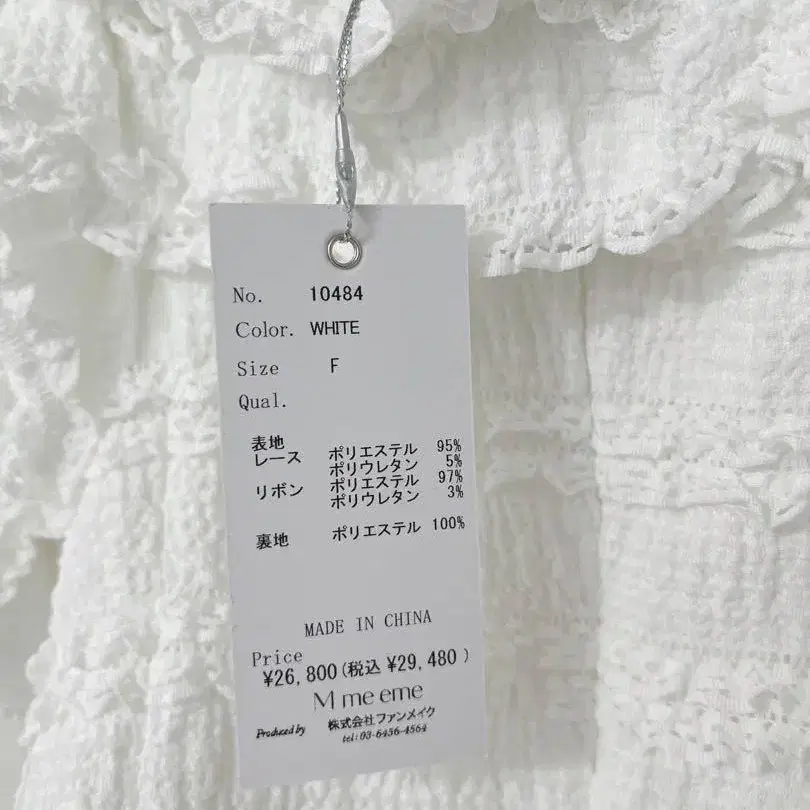 No. 10484
Color. WHITE
Size F
Qual.
表地
レース ポリエステル 95%
ポリウレタン 5%
リボン ポリエステル 97%
ポリウレタン 3%
裏地 ポリエステル 100%
MADE IN CHINA
Price
¥26,800(税込 ¥29,480 )
M me eme
Produced by 株式会社ファンメイク
tel:03-6456-4564